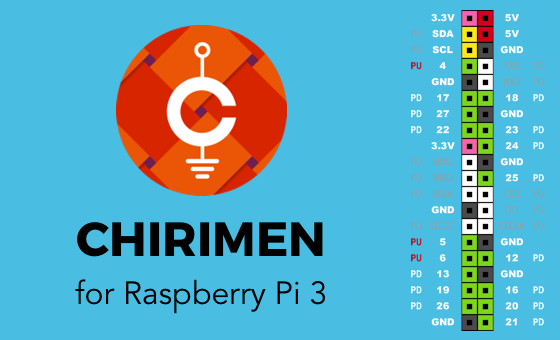 C
CHIRIMEN
for Raspberry Pi 3
3.3V 5V
SDA 5V
SCL GND
PU 4
GND
PD 17 18 PD
PD 27 GND
PD 22 23 PD
3.3V 24 PD
GND
25 PD
GND
PU 5 GND
PU 6 12 PD
PD 13 GND
PD 19 16 PD
PD 26 20 PD
GND 21 PD